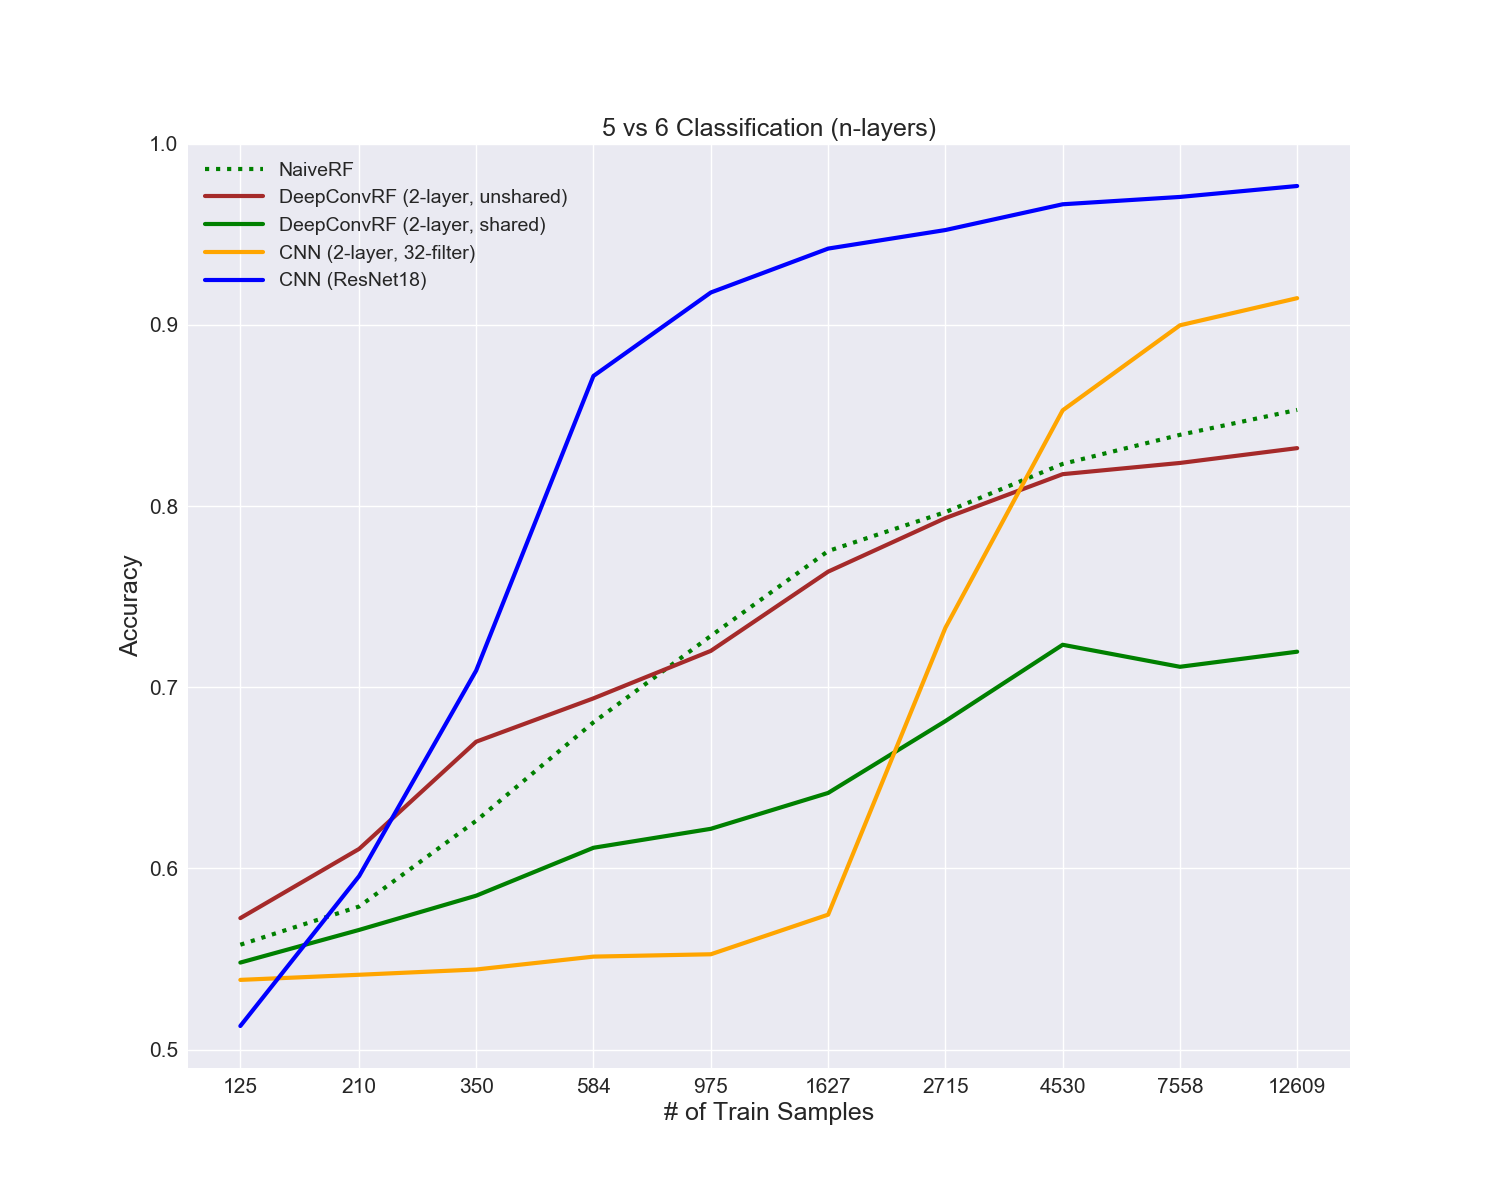 5 vs 6 Classification (n-layers)
1.0
0.9
0.8
0.7
0.6
0.5
Accuracy
NaiveRF
DeepConvRF (2-layer, unshared)
DeepConvRF (2-layer, shared)
CNN (2-layer, 32-filter)
CNN (ResNet18)
125 210 350 584 975 1627 2715 4530 7558 12609
# of Train Samples